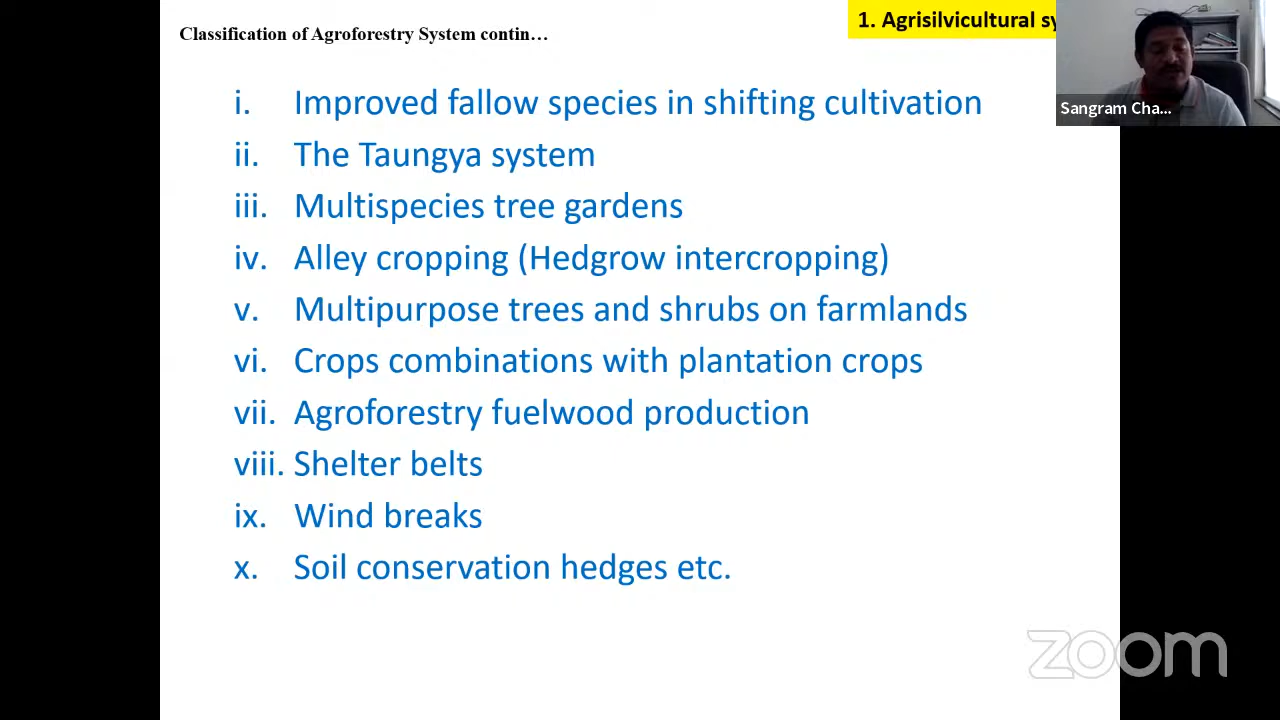 Classification of Agroforestry System contin…
1. Agrisilvicultural sy
Sangram Cha...
i. Improved fallow species in shifting cultivation
ii. The Taungya system
iii. Multispecies tree gardens
iv. Alley cropping (Hedgrow intercropping)
v. Multipurpose trees and shrubs on farmlands
vi. Crops combinations with plantation crops
vii. Agroforestry fuelwood production
viii. Shelter belts
ix. Wind breaks
x. Soil conservation hedges etc.
zoom